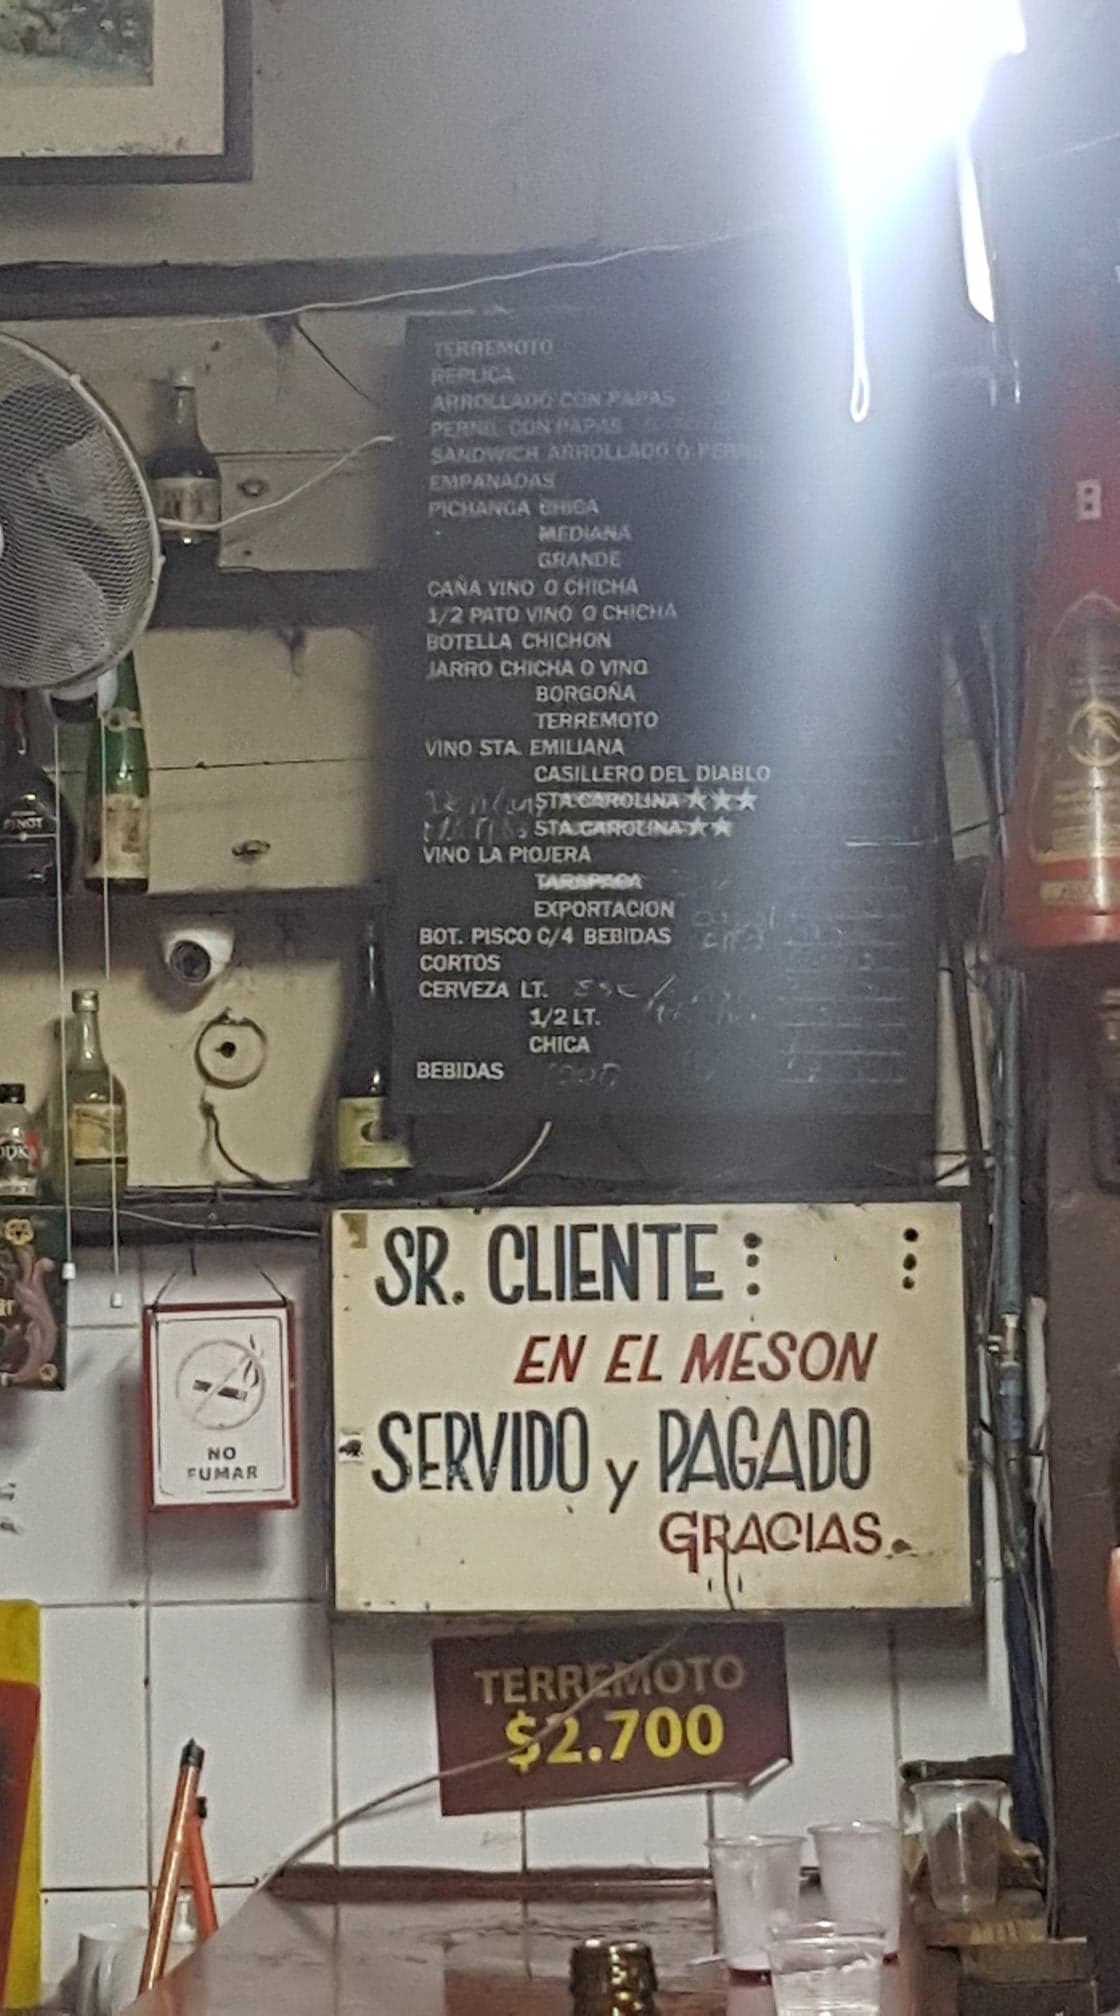 TERREMOTO
REPLICA
ARROLLADO CON PAPAS
PERNIL CON PAPAS
SANDWICH ARROLLADO O PERNIL
EMPANADAS
PICHANGA CHICA
MEDIANA
GRANDE
CAÑA VINO O CHICHA
1/2 PATO VINO O CHICHA
BOTELLA CHICHON
JARRO CHICHA O VINO
BORGOÑA
TERREMOTO
VINO STA. EMILIANA
CASILLERO DEL DIABLO
STA CAROLINA ★★★
STA CAROLINA ★★
VINO LA PIOJERA
TARAPACA
EXPORTACION
BOT. PISCO C/4 BEBIDAS
CORTOS
CERVEZA LT.
1/2 LT.
CHICA
BEBIDAS
PINOT
SR. CLIENTE:
EN EL MESON
SERVIDO y PAGADO
GRACIAS.
NO
FUMAR
TERREMOTO
$2.700